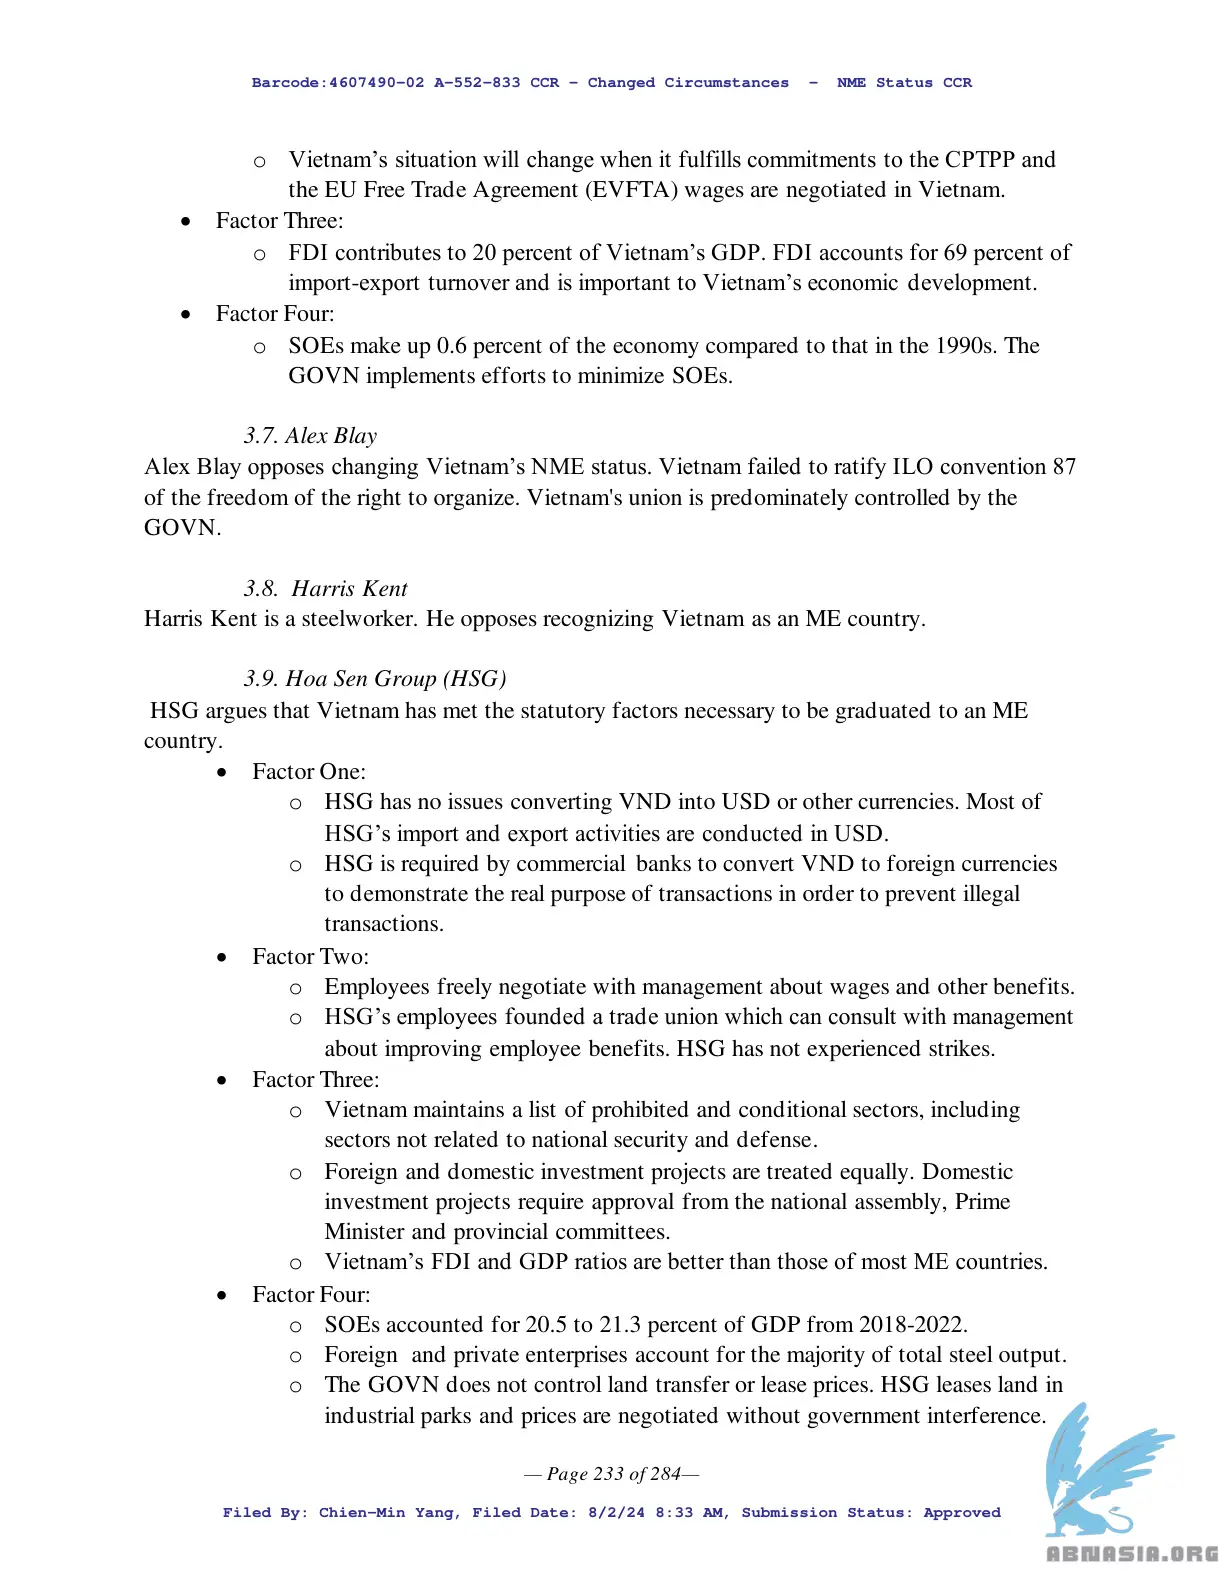 Barcode:4607490-02 A-552-833 CCR - Changed Circumstances - NME Status CCR
o Vietnam’s situation will change when it fulfills commitments to the CPTPP and
the EU Free Trade Agreement (EVFTA) wages are negotiated in Vietnam.
• Factor Three:
o FDI contributes to 20 percent of Vietnam’s GDP. FDI accounts for 69 percent of
import-export turnover and is important to Vietnam’s economic development.
• Factor Four:
o SOEs make up 0.6 percent of the economy compared to that in the 1990s. The
GOVN implements efforts to minimize SOEs.
3.7. Alex Blay
Alex Blay opposes changing Vietnam’s NME status. Vietnam failed to ratify ILO convention 87
of the freedom of the right to organize. Vietnam's union is predominately controlled by the
GOVN.
3.8. Harris Kent
Harris Kent is a steelworker. He opposes recognizing Vietnam as an ME country.
3.9. Hoa Sen Group (HSG)
HSG argues that Vietnam has met the statutory factors necessary to be graduated to an ME
country.
• Factor One:
o HSG has no issues converting VND into USD or other currencies. Most of
HSG’s import and export activities are conducted in USD.
o HSG is required by commercial banks to convert VND to foreign currencies
to demonstrate the real purpose of transactions in order to prevent illegal
transactions.
• Factor Two:
o Employees freely negotiate with management about wages and other benefits.
o HSG’s employees founded a trade union which can consult with management
about improving employee benefits. HSG has not experienced strikes.
• Factor Three:
o Vietnam maintains a list of prohibited and conditional sectors, including
sectors not related to national security and defense.
o Foreign and domestic investment projects are treated equally. Domestic
investment projects require approval from the national assembly, Prime
Minister and provincial committees.
o Vietnam’s FDI and GDP ratios are better than those of most ME countries.
• Factor Four:
o SOEs accounted for 20.5 to 21.3 percent of GDP from 2018-2022.
o Foreign and private enterprises account for the majority of total steel output.
o The GOVN does not control land transfer or lease prices. HSG leases land in
industrial parks and prices are negotiated without government interference.
— Page 233 of 284—
Filed By: Chien-Min Yang, Filed Date: 8/2/24 8:33 AM, Submission Status: Approved
ABNASIA.ORG